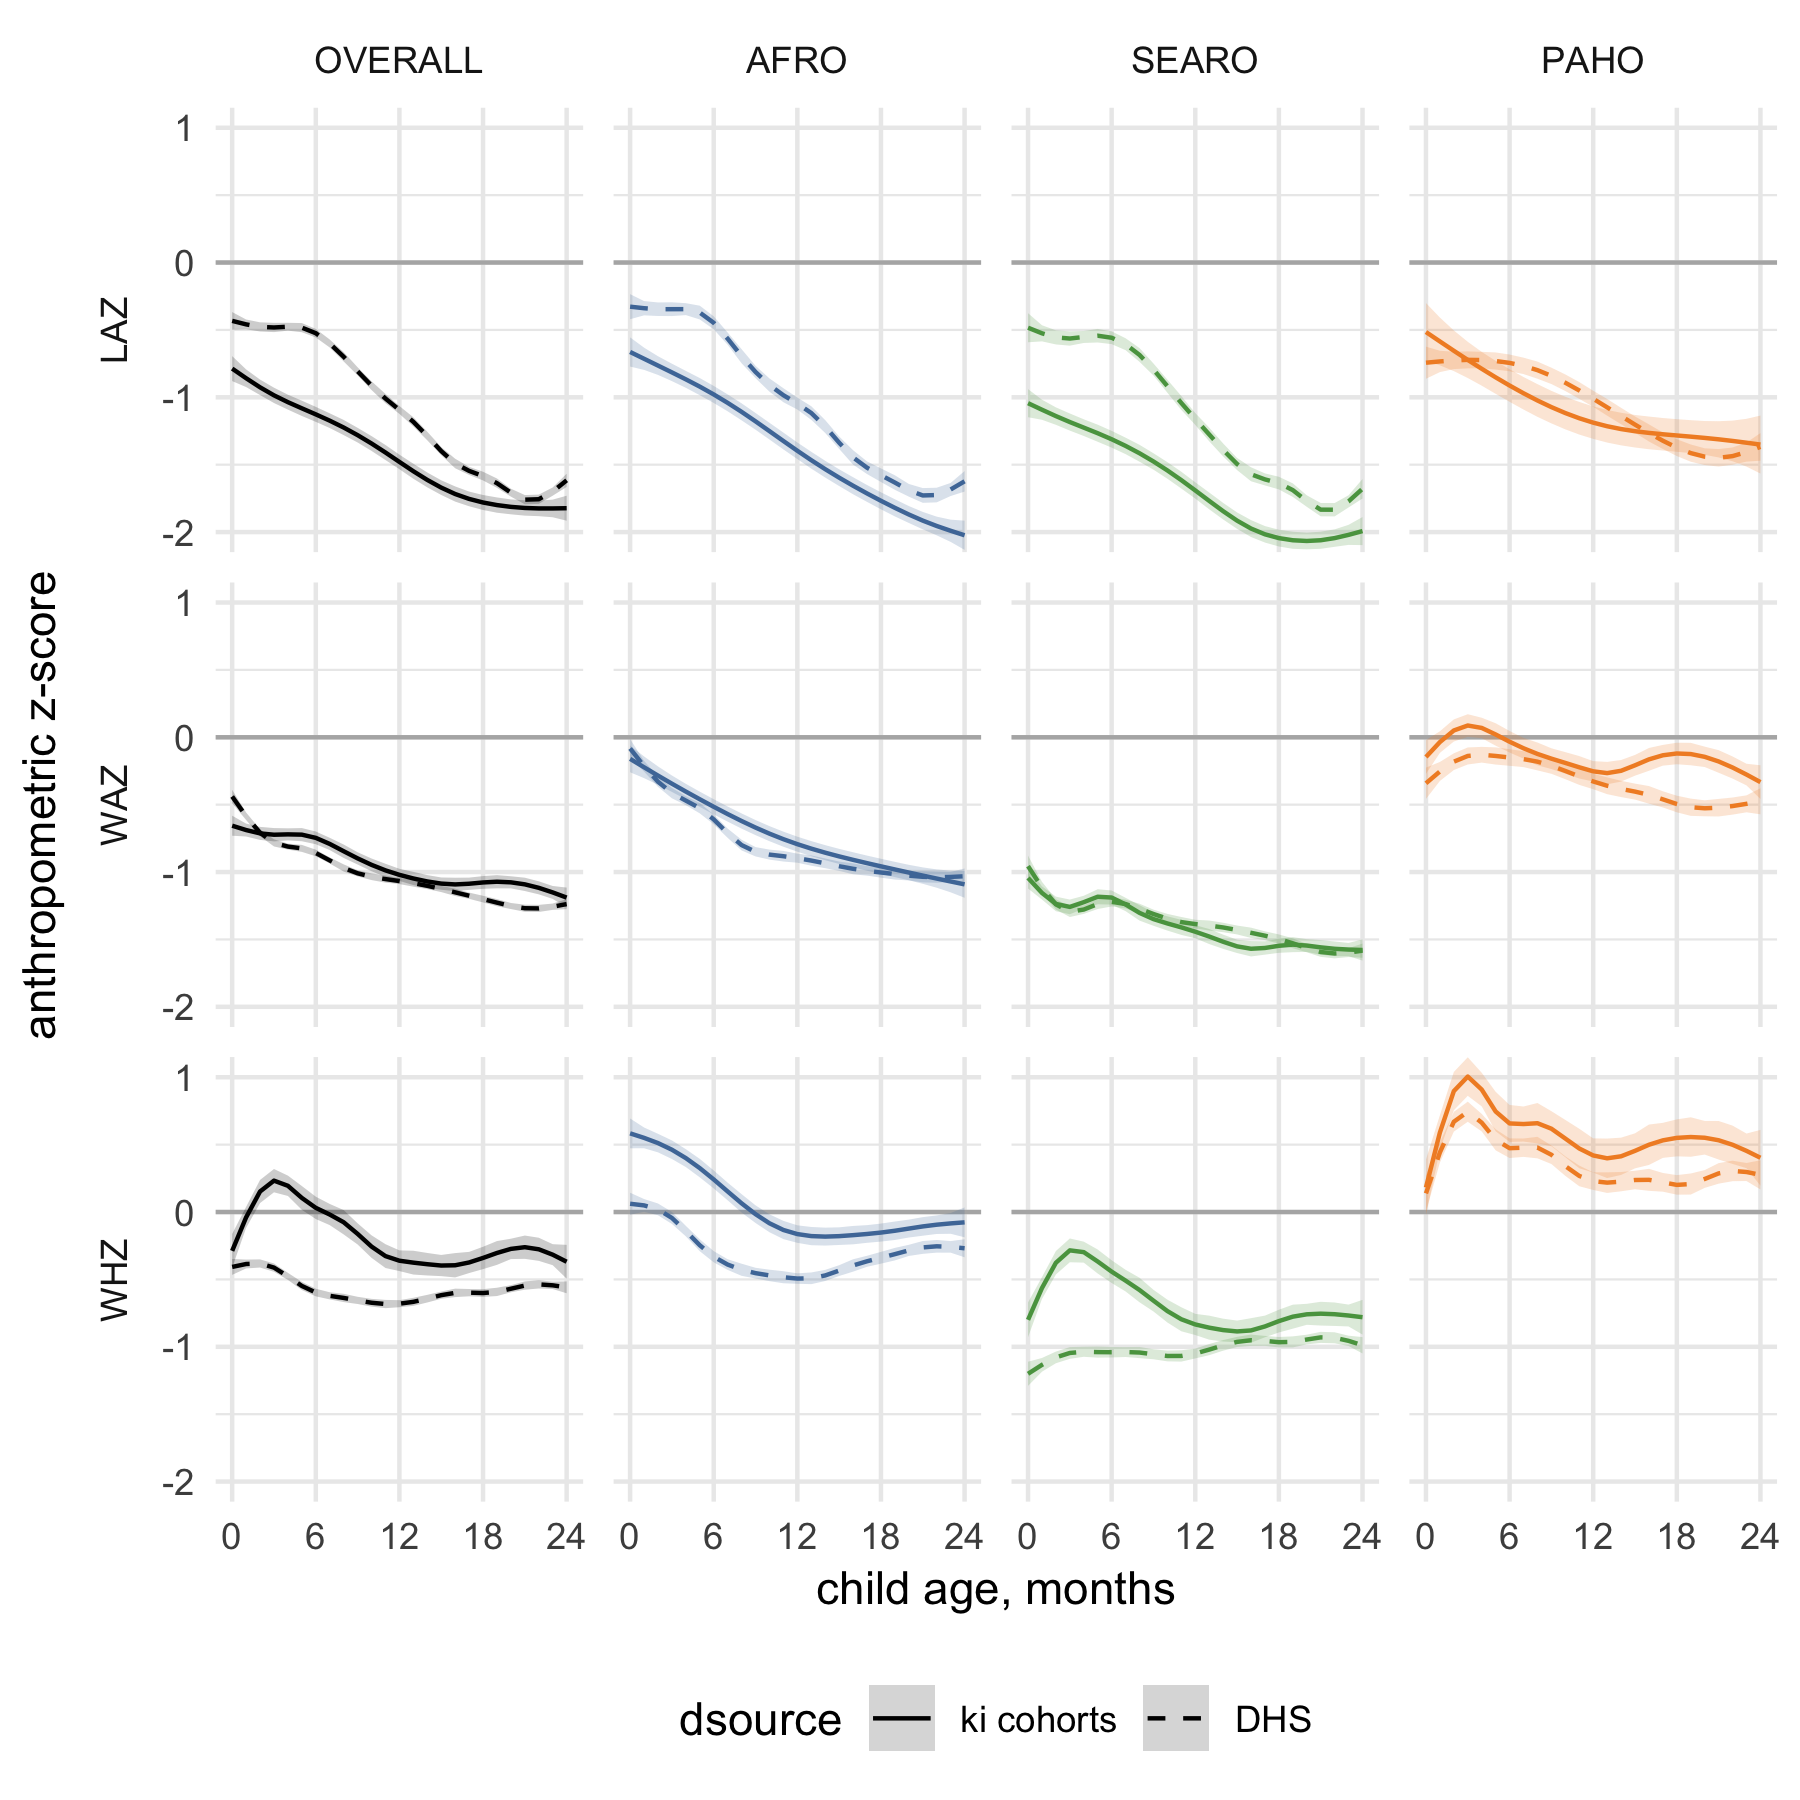 OVERALL AFRO SEARO PAHO
1
0
-1
-2
LAZ
1
0
-1
-2
WAZ
1
0
-1
-2
WHZ
anthropometric z-score
0 6 12 18 24 0 6 12 18 24 0 6 12 18 24 0 6 12 18 24
child age, months
dsource ki cohorts DHS